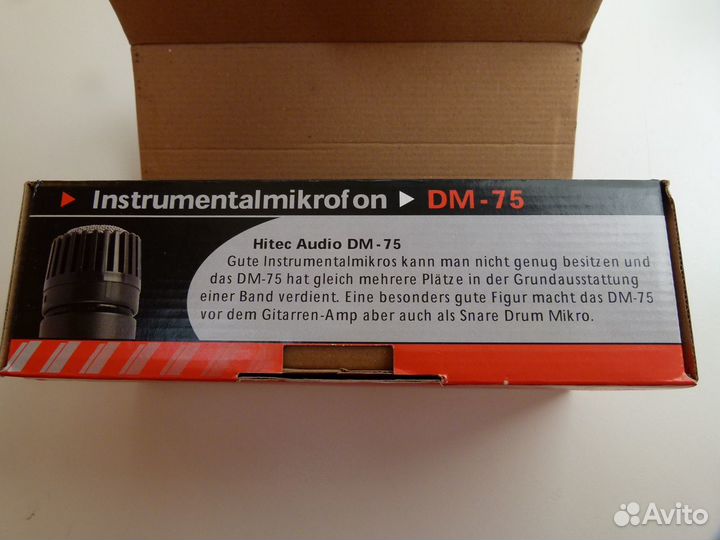 Instrumentalmikrofon DM-75
Hitec Audio DM-75
Gute Instrumentalmikros kann man nicht genug besitzen und
das DM-75 hat gleich mehrere Plätze in der Grundausstattung
einer Band verdient. Eine besonders gute Figur macht das DM-75
vor dem Gitarren-Amp aber auch als Snare Drum Mikro.
Avito